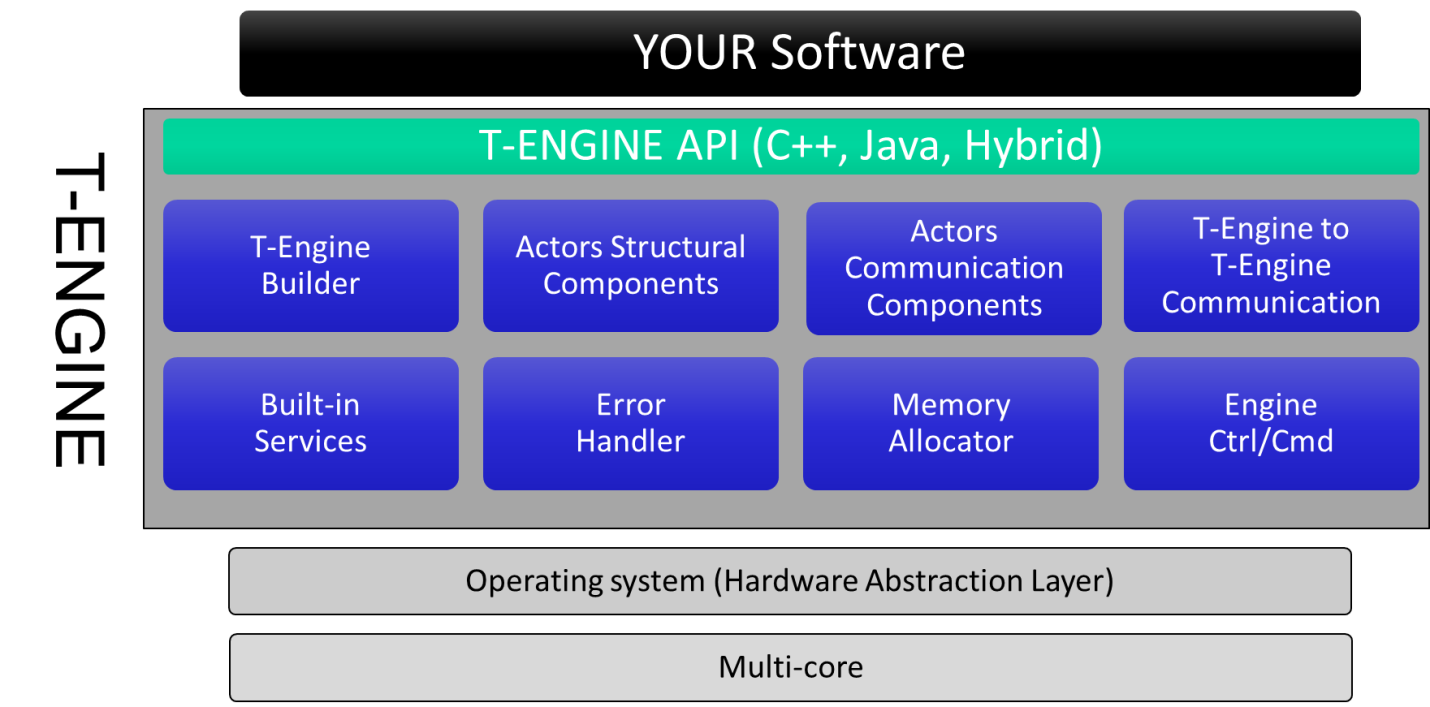 YOUR Software
T-ENGINE
T-ENGINE API (C++, Java, Hybrid)
T-Engine
Builder
Actors Structural
Components
Actors
Communication
Components
T-Engine to
T-Engine
Communication
Built-in
Services
Error
Handler
Memory
Allocator
Engine
Ctrl/Cmd
Operating system (Hardware Abstraction Layer)
Multi-core